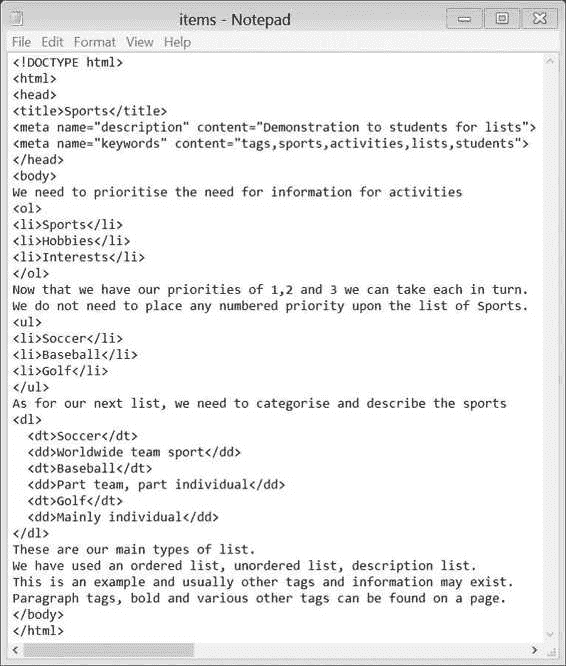 items - Notepad
File Edit Format View Help
<!DOCTYPE html>
<html>
<head>
<title>Sports</title>
<meta name="description" content="Demonstration to students for lists">
<meta name="keywords" content="tags,sports,activities,lists,students">
</head>
<body>
We need to prioritise the need for information for activities
<ol>
<li>Sports</li>
<li>Hobbies</li>
<li>Interests</li>
</ol>
Now that we have our priorities of 1,2 and 3 we can take each in turn.
We do not need to place any numbered priority upon the list of Sports.
<ul>
<li>Soccer</li>
<li>Baseball</li>
<li>Golf</li>
</ul>
As for our next list, we need to categorise and describe the sports
<dl>
  <dt>Soccer</dt>
  <dd>Worldwide team sport</dd>
  <dt>Baseball</dt>
  <dd>Part team, part individual</dd>
  <dt>Golf</dt>
  <dd>Mainly individual</dd>
</dl>
These are our main types of list.
We have used an ordered list, unordered list, description list.
This is an example and usually other tags and information may exist.
Paragraph tags, bold and various other tags can be found on a page.
</body>
</html>